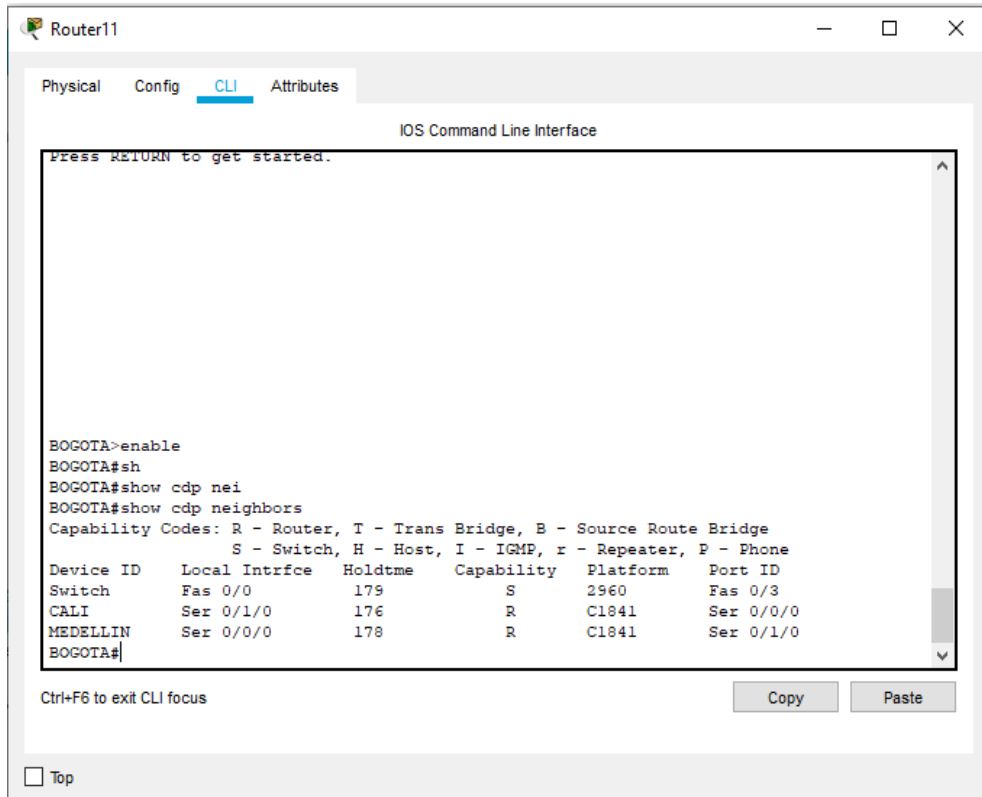 Router11
Physical Config CLI Attributes
IOS Command Line Interface
Press RETURN to get started.
BOGOTA>enable
BOGOTA#sh
BOGOTA#show cdp nei
BOGOTA#show cdp neighbors
Capability Codes: R - Router, T - Trans Bridge, B - Source Route Bridge
S - Switch, H - Host, I - IGMP, r - Repeater, P - Phone
Device ID Local Intrfce Holdtme Capability Platform Port ID
Switch Fas 0/0 179 S 2960 Fas 0/3
CALI Ser 0/1/0 176 R C1841 Ser 0/0/0
MEDELLIN Ser 0/0/0 178 R C1841 Ser 0/1/0
BOGOTA#
Ctrl+F6 to exit CLI focus Copy Paste
Top